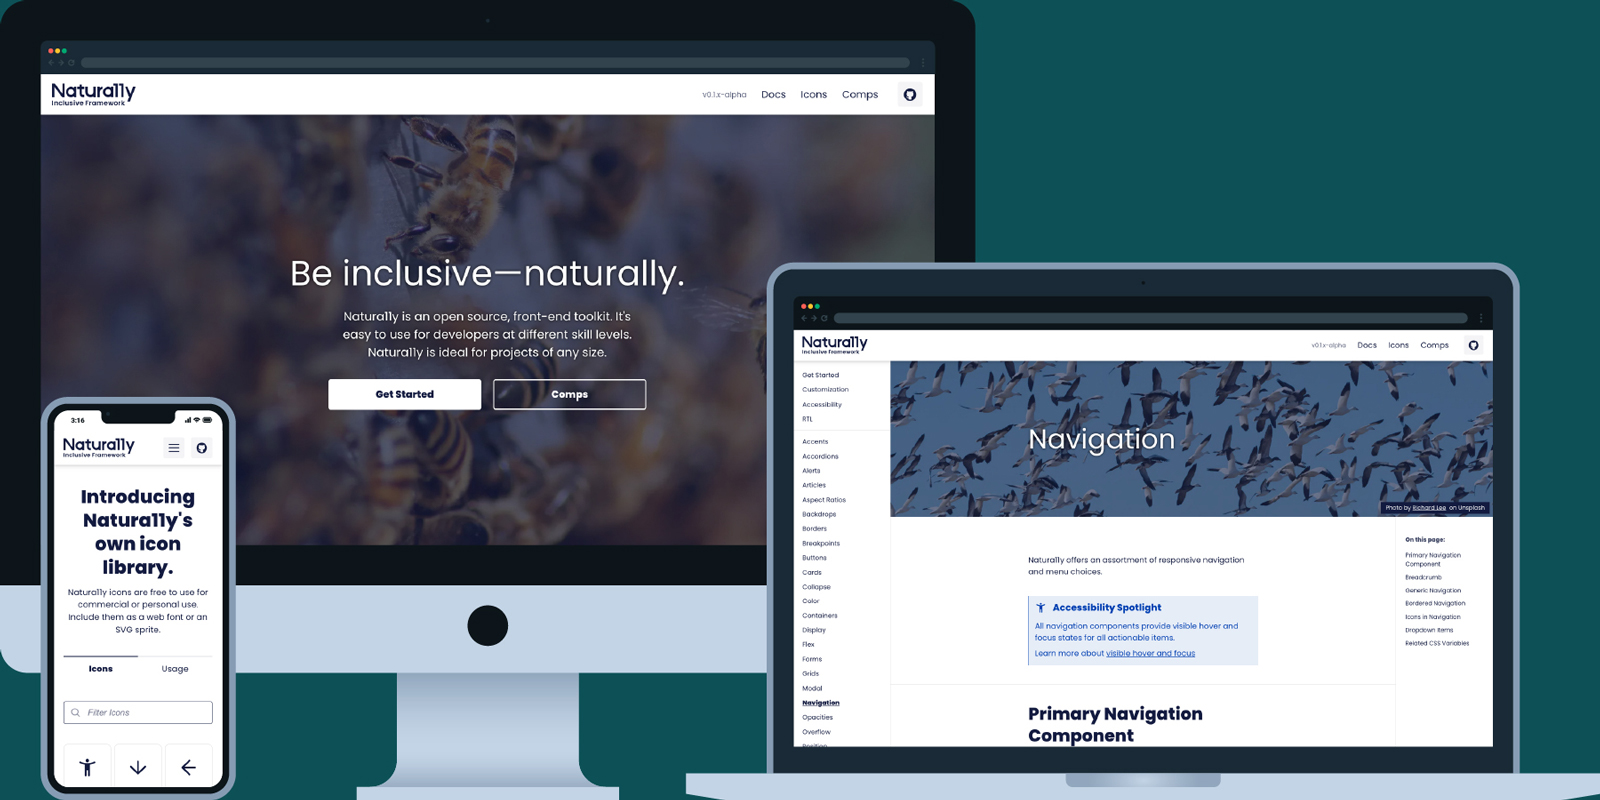 Natura11y
Inclusive Framework
v0.1.x-alpha
Docs
Icons
Comps
Be inclusive—naturally.
Natura11y is an open source, front-end toolkit. It's
easy to use for developers at different skill levels.
Natura11y is ideal for projects of any size.
Get Started
Comps
3:16
Natura11y
Inclusive Framework
Introducing
Natura11y's
own icon
library.
Natura11y icons are free to use for
commercial or personal use.
Include them as a web font or an
SVG sprite.
Icons
Usage
Filter Icons
Natura11y
Inclusive Framework
v0.1.x-alpha
Docs
Icons
Comps
Get Started
Customization
Accessibility
RTL
Accents
Accordions
Alerts
Articles
Aspect Ratios
Backdrops
Borders
Breakpoints
Buttons
Cards
Collapse
Color
Containers
Display
Flex
Forms
Grids
Modal
Navigation
Opacities
Overflow
Position
Navigation
Photo by Richard Lee on Unsplash
Natura11y offers an assortment of responsive navigation
and menu choices.
Accessibility Spotlight
All navigation components provide visible hover and
focus states for all actionable items.
Learn more about visible hover and focus
Primary Navigation
Component
On this page:
Primary Navigation
Component
Breadcrumb
Generic Navigation
Bordered Navigation
Icons in Navigation
Dropdown Items
Related CSS Variables